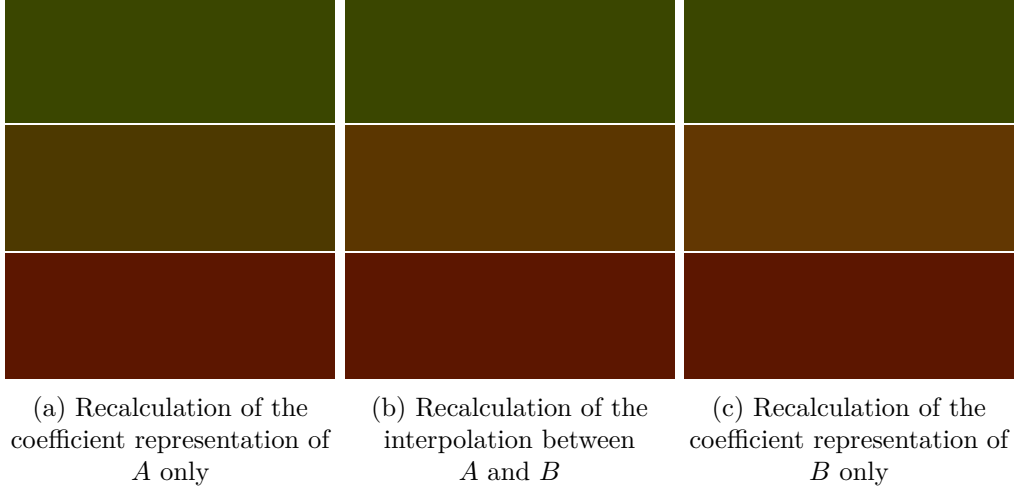 (a) Recalculation of the
coefficient representation of
A only
(b) Recalculation of the
interpolation between
A and B
(c) Recalculation of the
coefficient representation of
B only